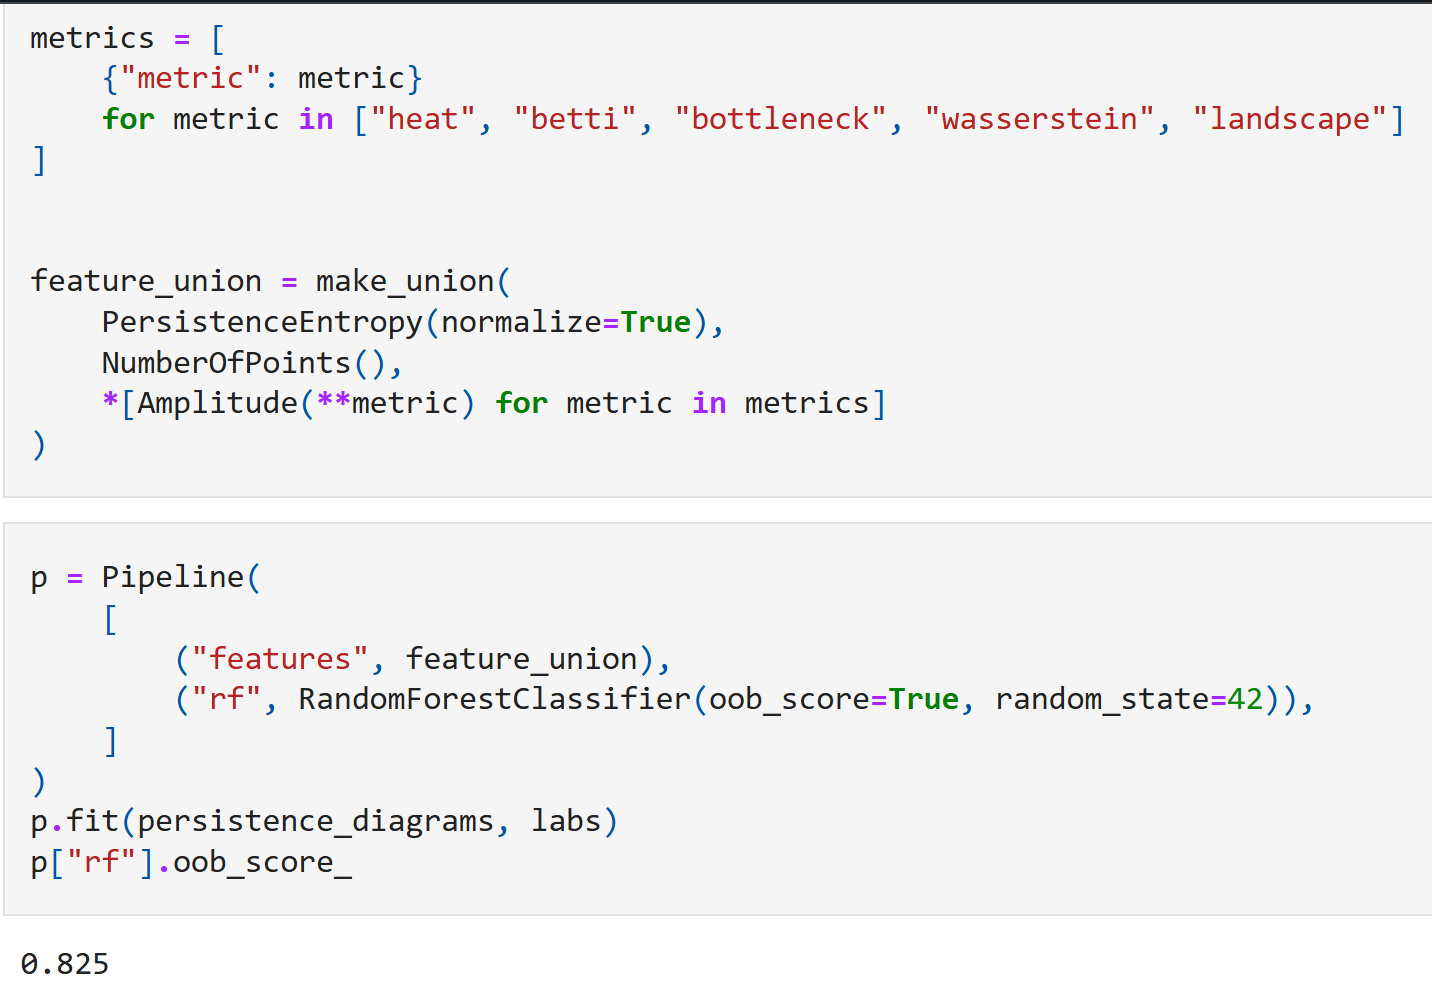 metrics = [
    {"metric": metric}
    for metric in ["heat", "betti", "bottleneck", "wasserstein", "landscape"]
]
feature_union = make_union(
    PersistenceEntropy(normalize=True),
    NumberOfPoints(),
    *[Amplitude(**metric) for metric in metrics]
)
p = Pipeline(
    [
        ("features", feature_union),
        ("rf", RandomForestClassifier(oob_score=True, random_state=42)),
    ]
)
p.fit(persistence_diagrams, labs)
p["rf"].oob_score_
0.825